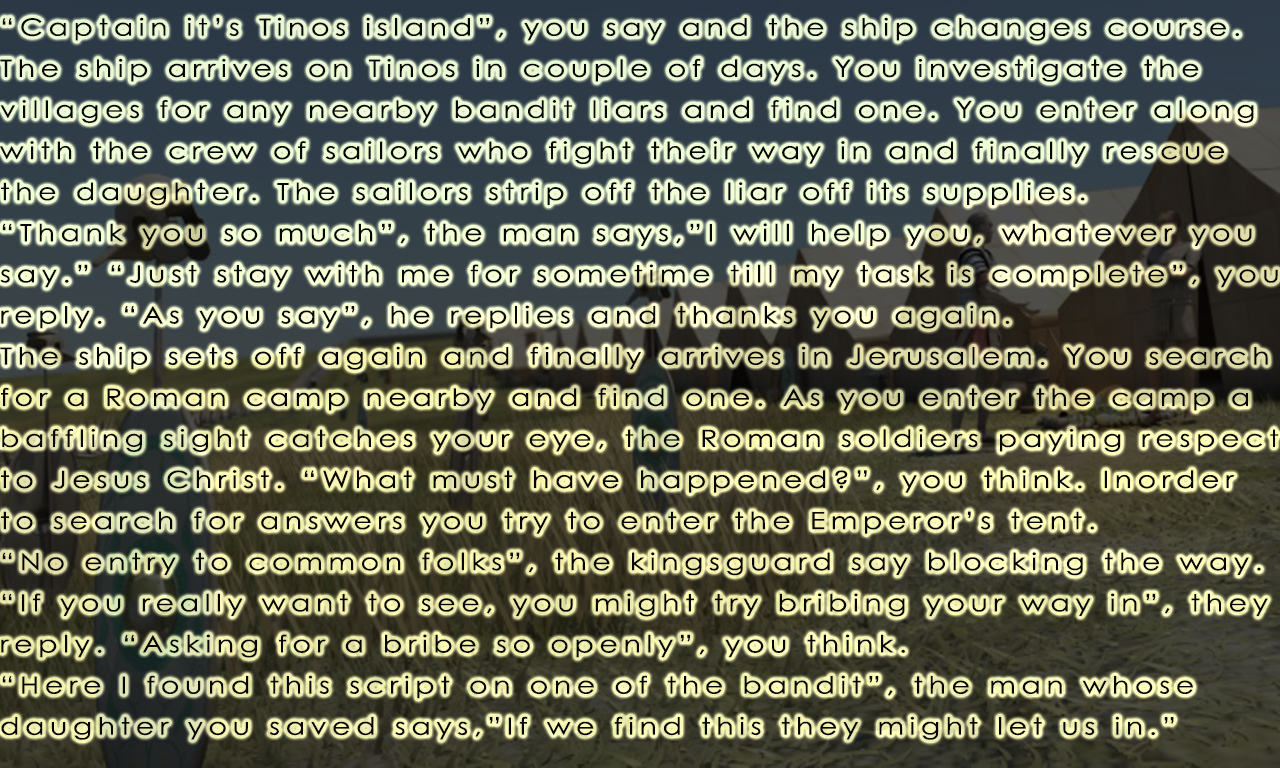 “Captain it’s Tinos island”, you say and the ship changes course.
The ship arrives on Tinos in couple of days. You investigate the
villages for any nearby bandit liars and find one. You enter along
with the crew of sailors who fight their way in and finally rescue
the daughter. The sailors strip off the liar off its supplies.
“Thank you so much”, the man says,”I will help you, whatever you
say.” “Just stay with me for sometime till my task is complete”, you
reply. “As you say”, he replies and thanks you again.
The ship sets off again and finally arrives in Jerusalem. You search
for a Roman camp nearby and find one. As you enter the camp a
baffling sight catches your eye, the Roman soldiers paying respect
to Jesus Christ. “What must have happened?”, you think. Inorder
to search for answers you try to enter the Emperor’s tent.
“No entry to common folks”, the kingsguard say blocking the way.
“If you really want to see, you might try bribing your way in”, they
reply. “Asking for a bribe so openly”, you think.
“Here I found this script on one of the bandit”, the man whose
daughter you saved says,”If we find this they might let us in.”